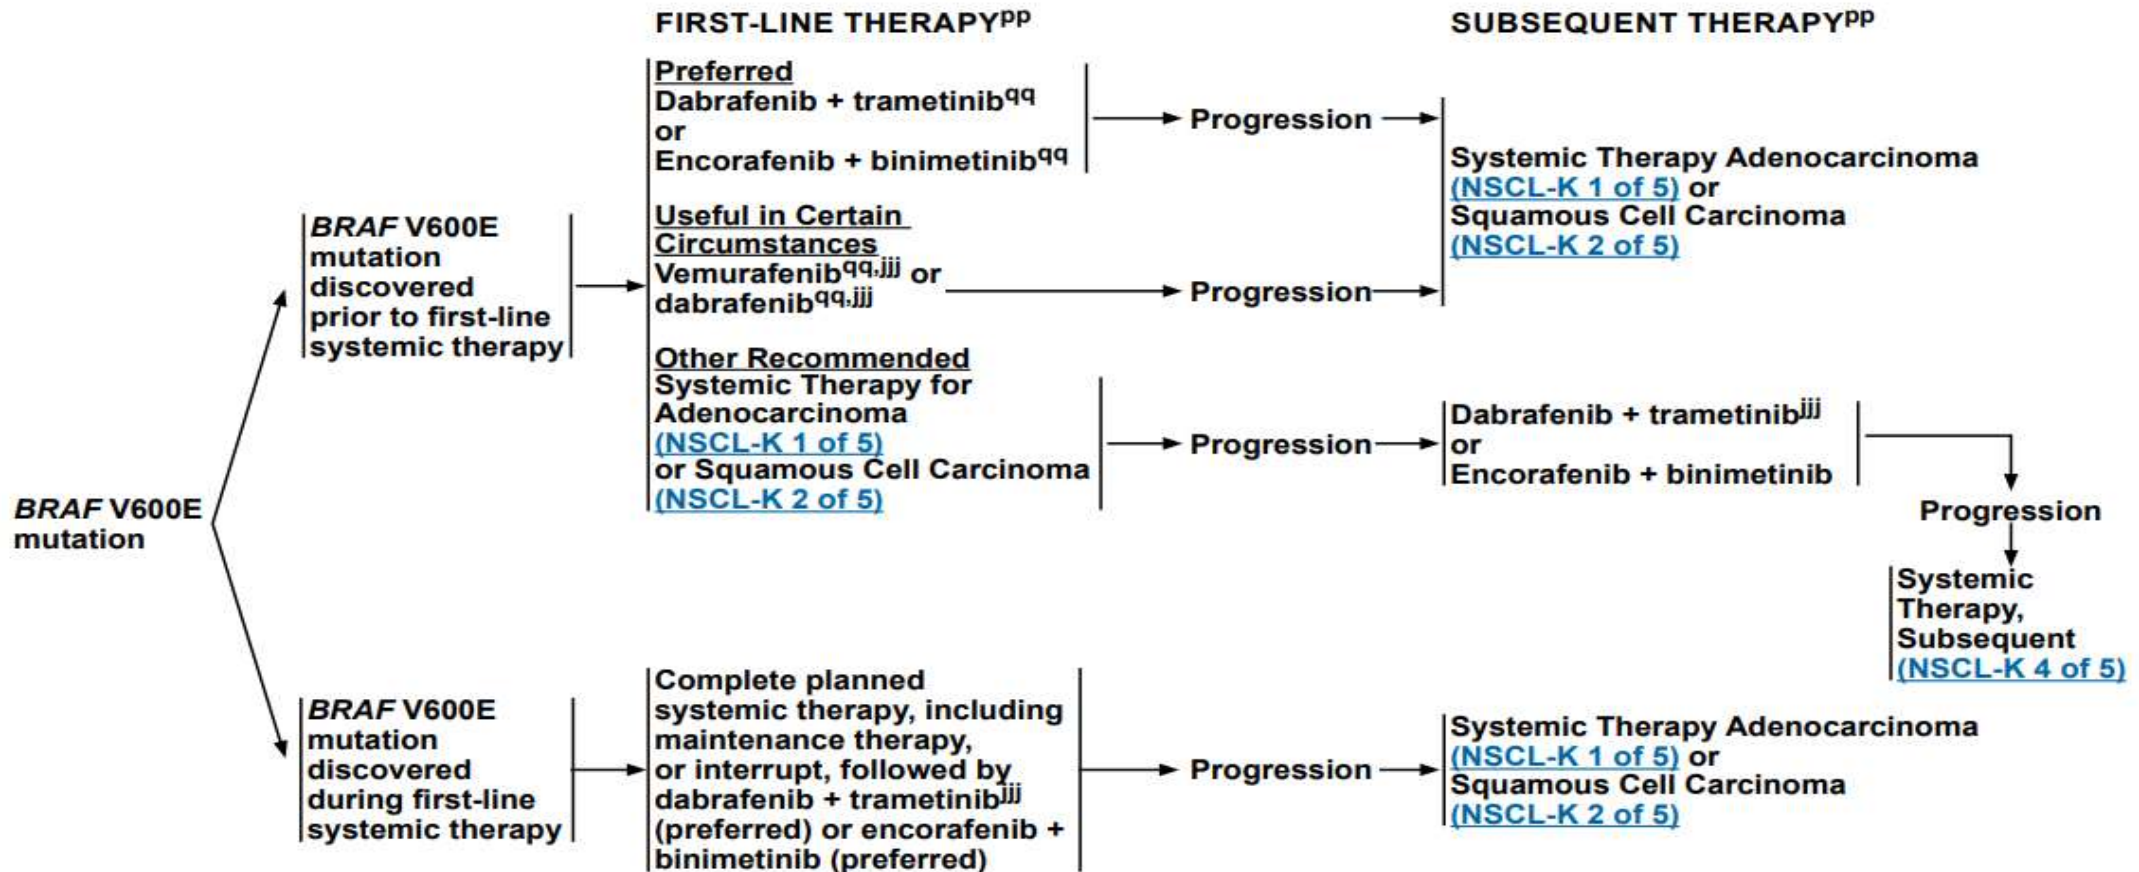 FIRST-LINE THERAPYpp
SUBSEQUENT THERAPYpp
BRAF V600E
mutation
BRAF V600E
mutation
discovered
prior to first-line
systemic therapy
Preferred
Dabrafenib + trametinibqq
or
Encorafenib + binimetinibqq
Useful in Certain
Circumstances
Vemurafenibqq,jjj or
dabrafenibqq,jjj
Other Recommended
Systemic Therapy for
Adenocarcinoma
(NSCL-K 1 of 5)
or Squamous Cell Carcinoma
(NSCL-K 2 of 5)
Progression
Progression
Systemic Therapy Adenocarcinoma
(NSCL-K 1 of 5) or
Squamous Cell Carcinoma
(NSCL-K 2 of 5)
Progression
Dabrafenib + trametinibjjj
or
Encorafenib + binimetinib
Progression
Systemic
Therapy,
Subsequent
(NSCL-K 4 of 5)
BRAF V600E
mutation
discovered
during first-line
systemic therapy
Complete planned
systemic therapy, including
maintenance therapy,
or interrupt, followed by
dabrafenib + trametinibjjj
(preferred) or encorafenib +
binimetinib (preferred)
Progression
Systemic Therapy Adenocarcinoma
(NSCL-K 1 of 5) or
Squamous Cell Carcinoma
(NSCL-K 2 of 5)